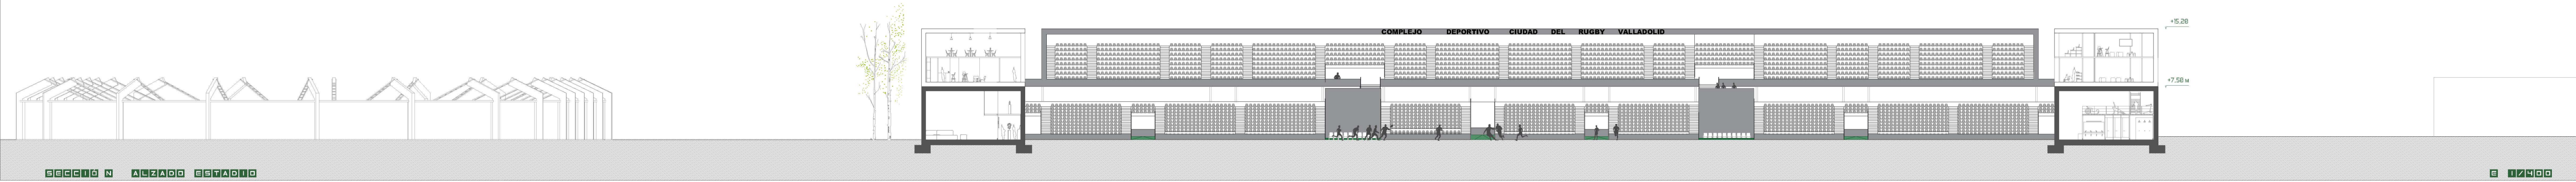 COMPLEJO DEPORTIVO CIUDAD DEL RUGBY VALLADOLID
+15.20
+7.50 M
SECCIÓN ALZADO ESTADIO
E 1/400